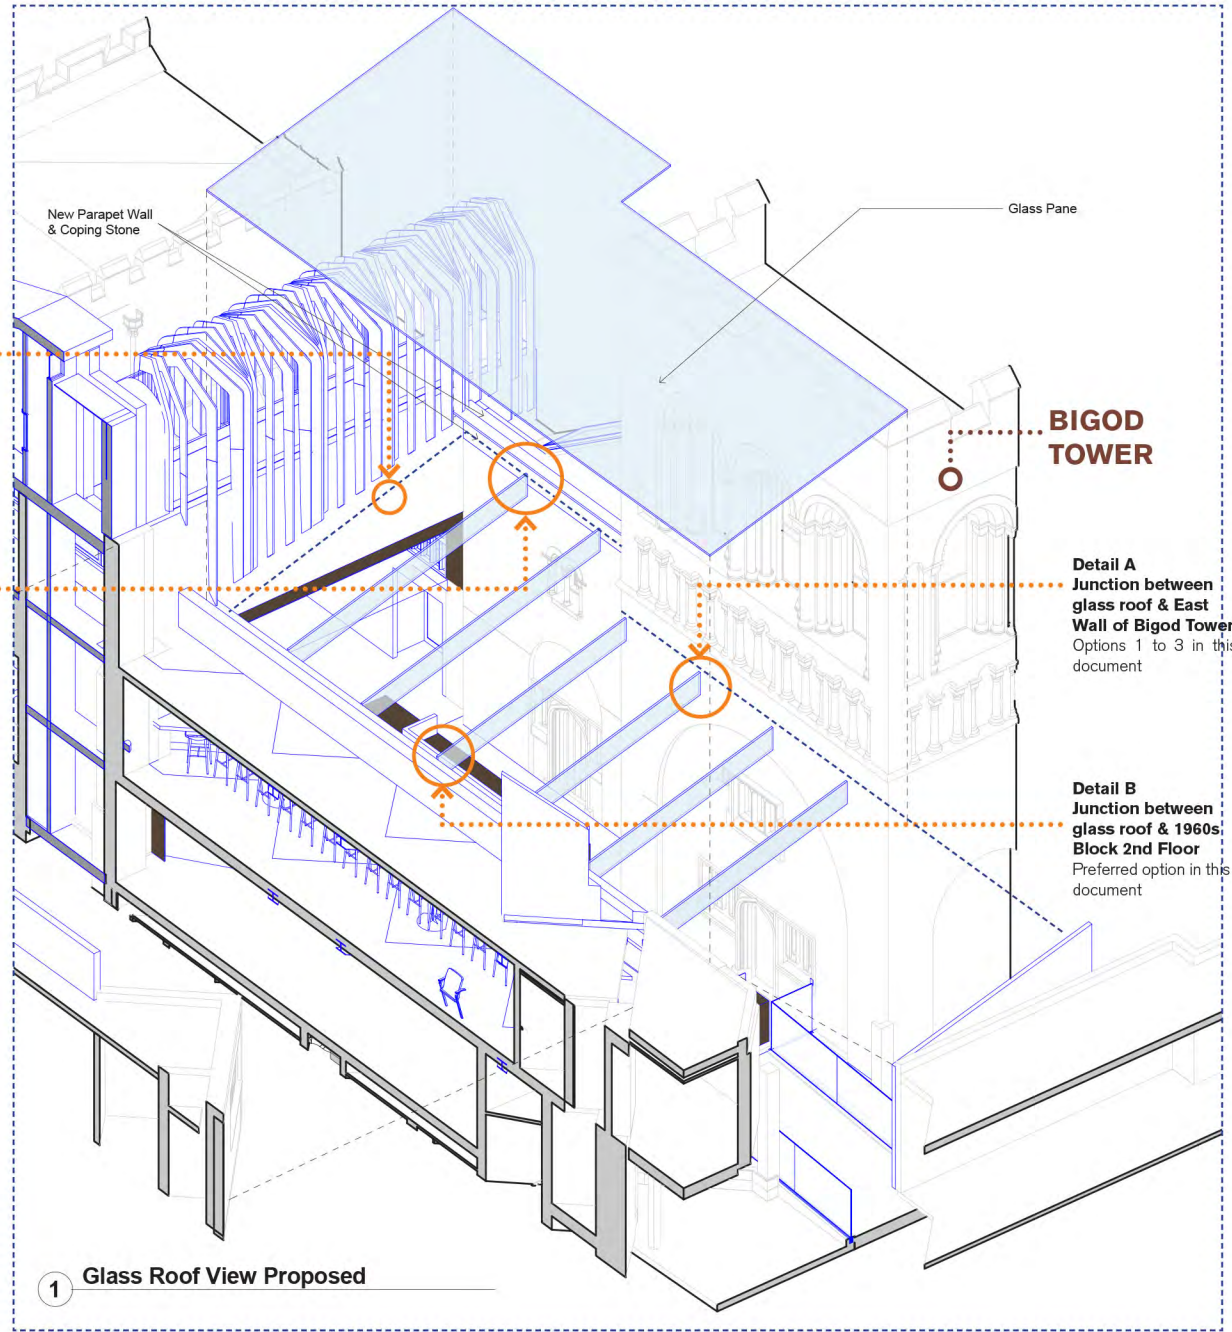 New Parapet Wall
& Coping Stone
Glass Pane
BIGOD
TOWER
Detail A
Junction between
glass roof & East
Wall of Bigod Tower
Options 1 to 3 in this
document
Detail B
Junction between
glass roof & 1960s
Block 2nd Floor
Preferred option in this
document
1 Glass Roof View Proposed